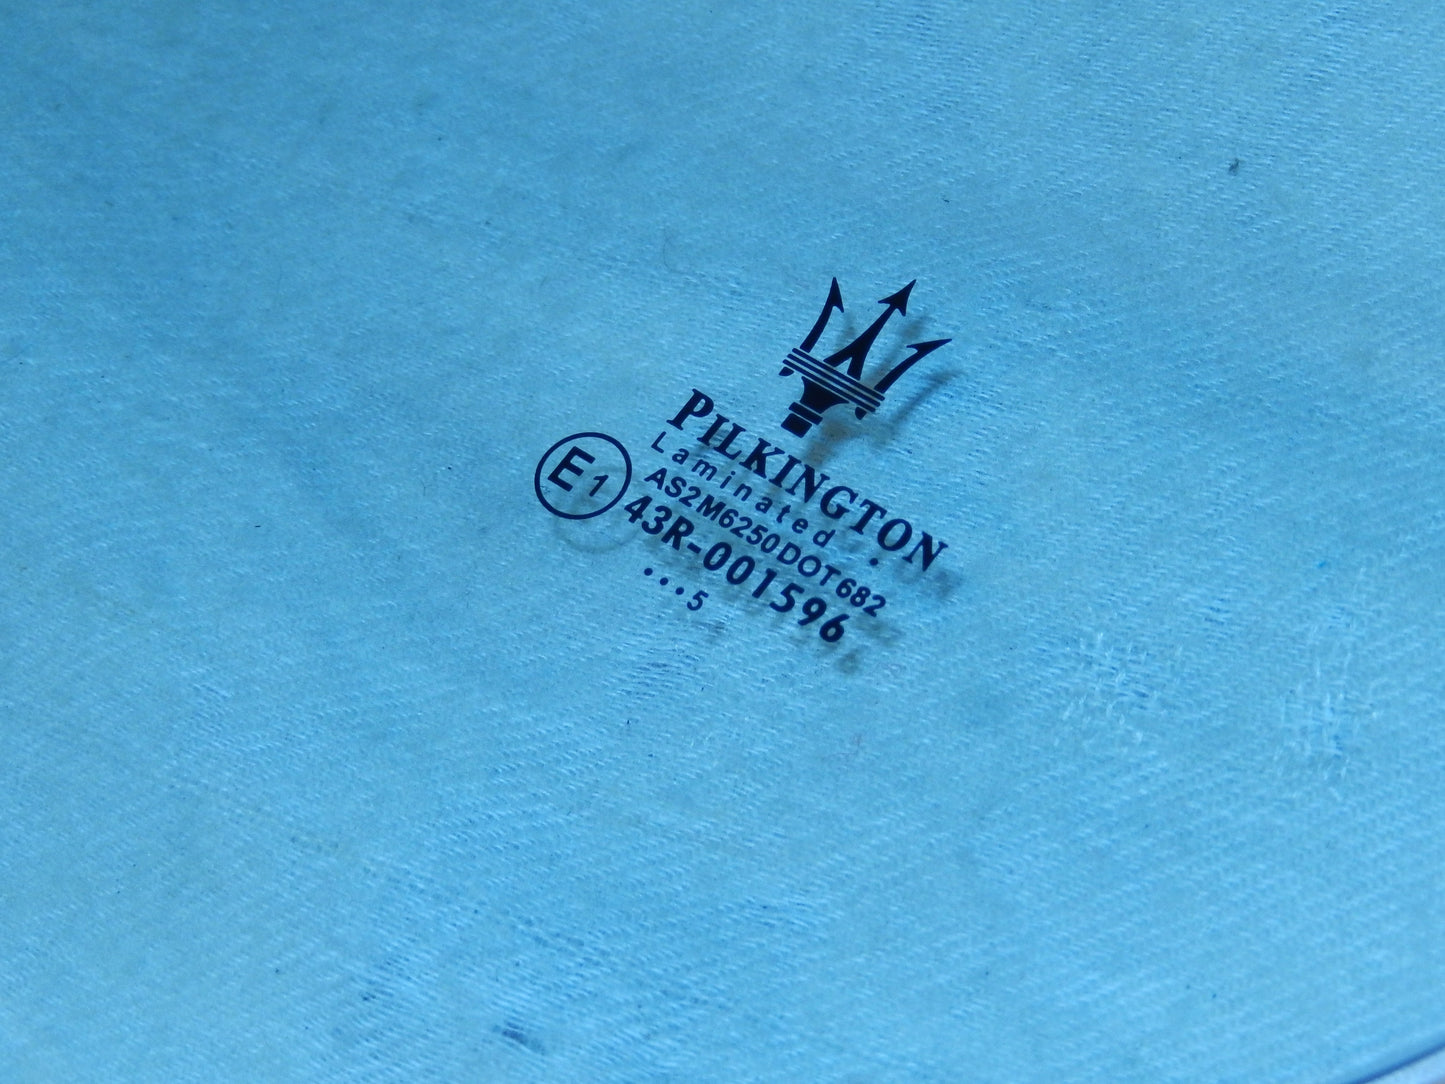 PILKINGTON
Laminated .
AS2M6250DOT682
E1 43R-001596
...5